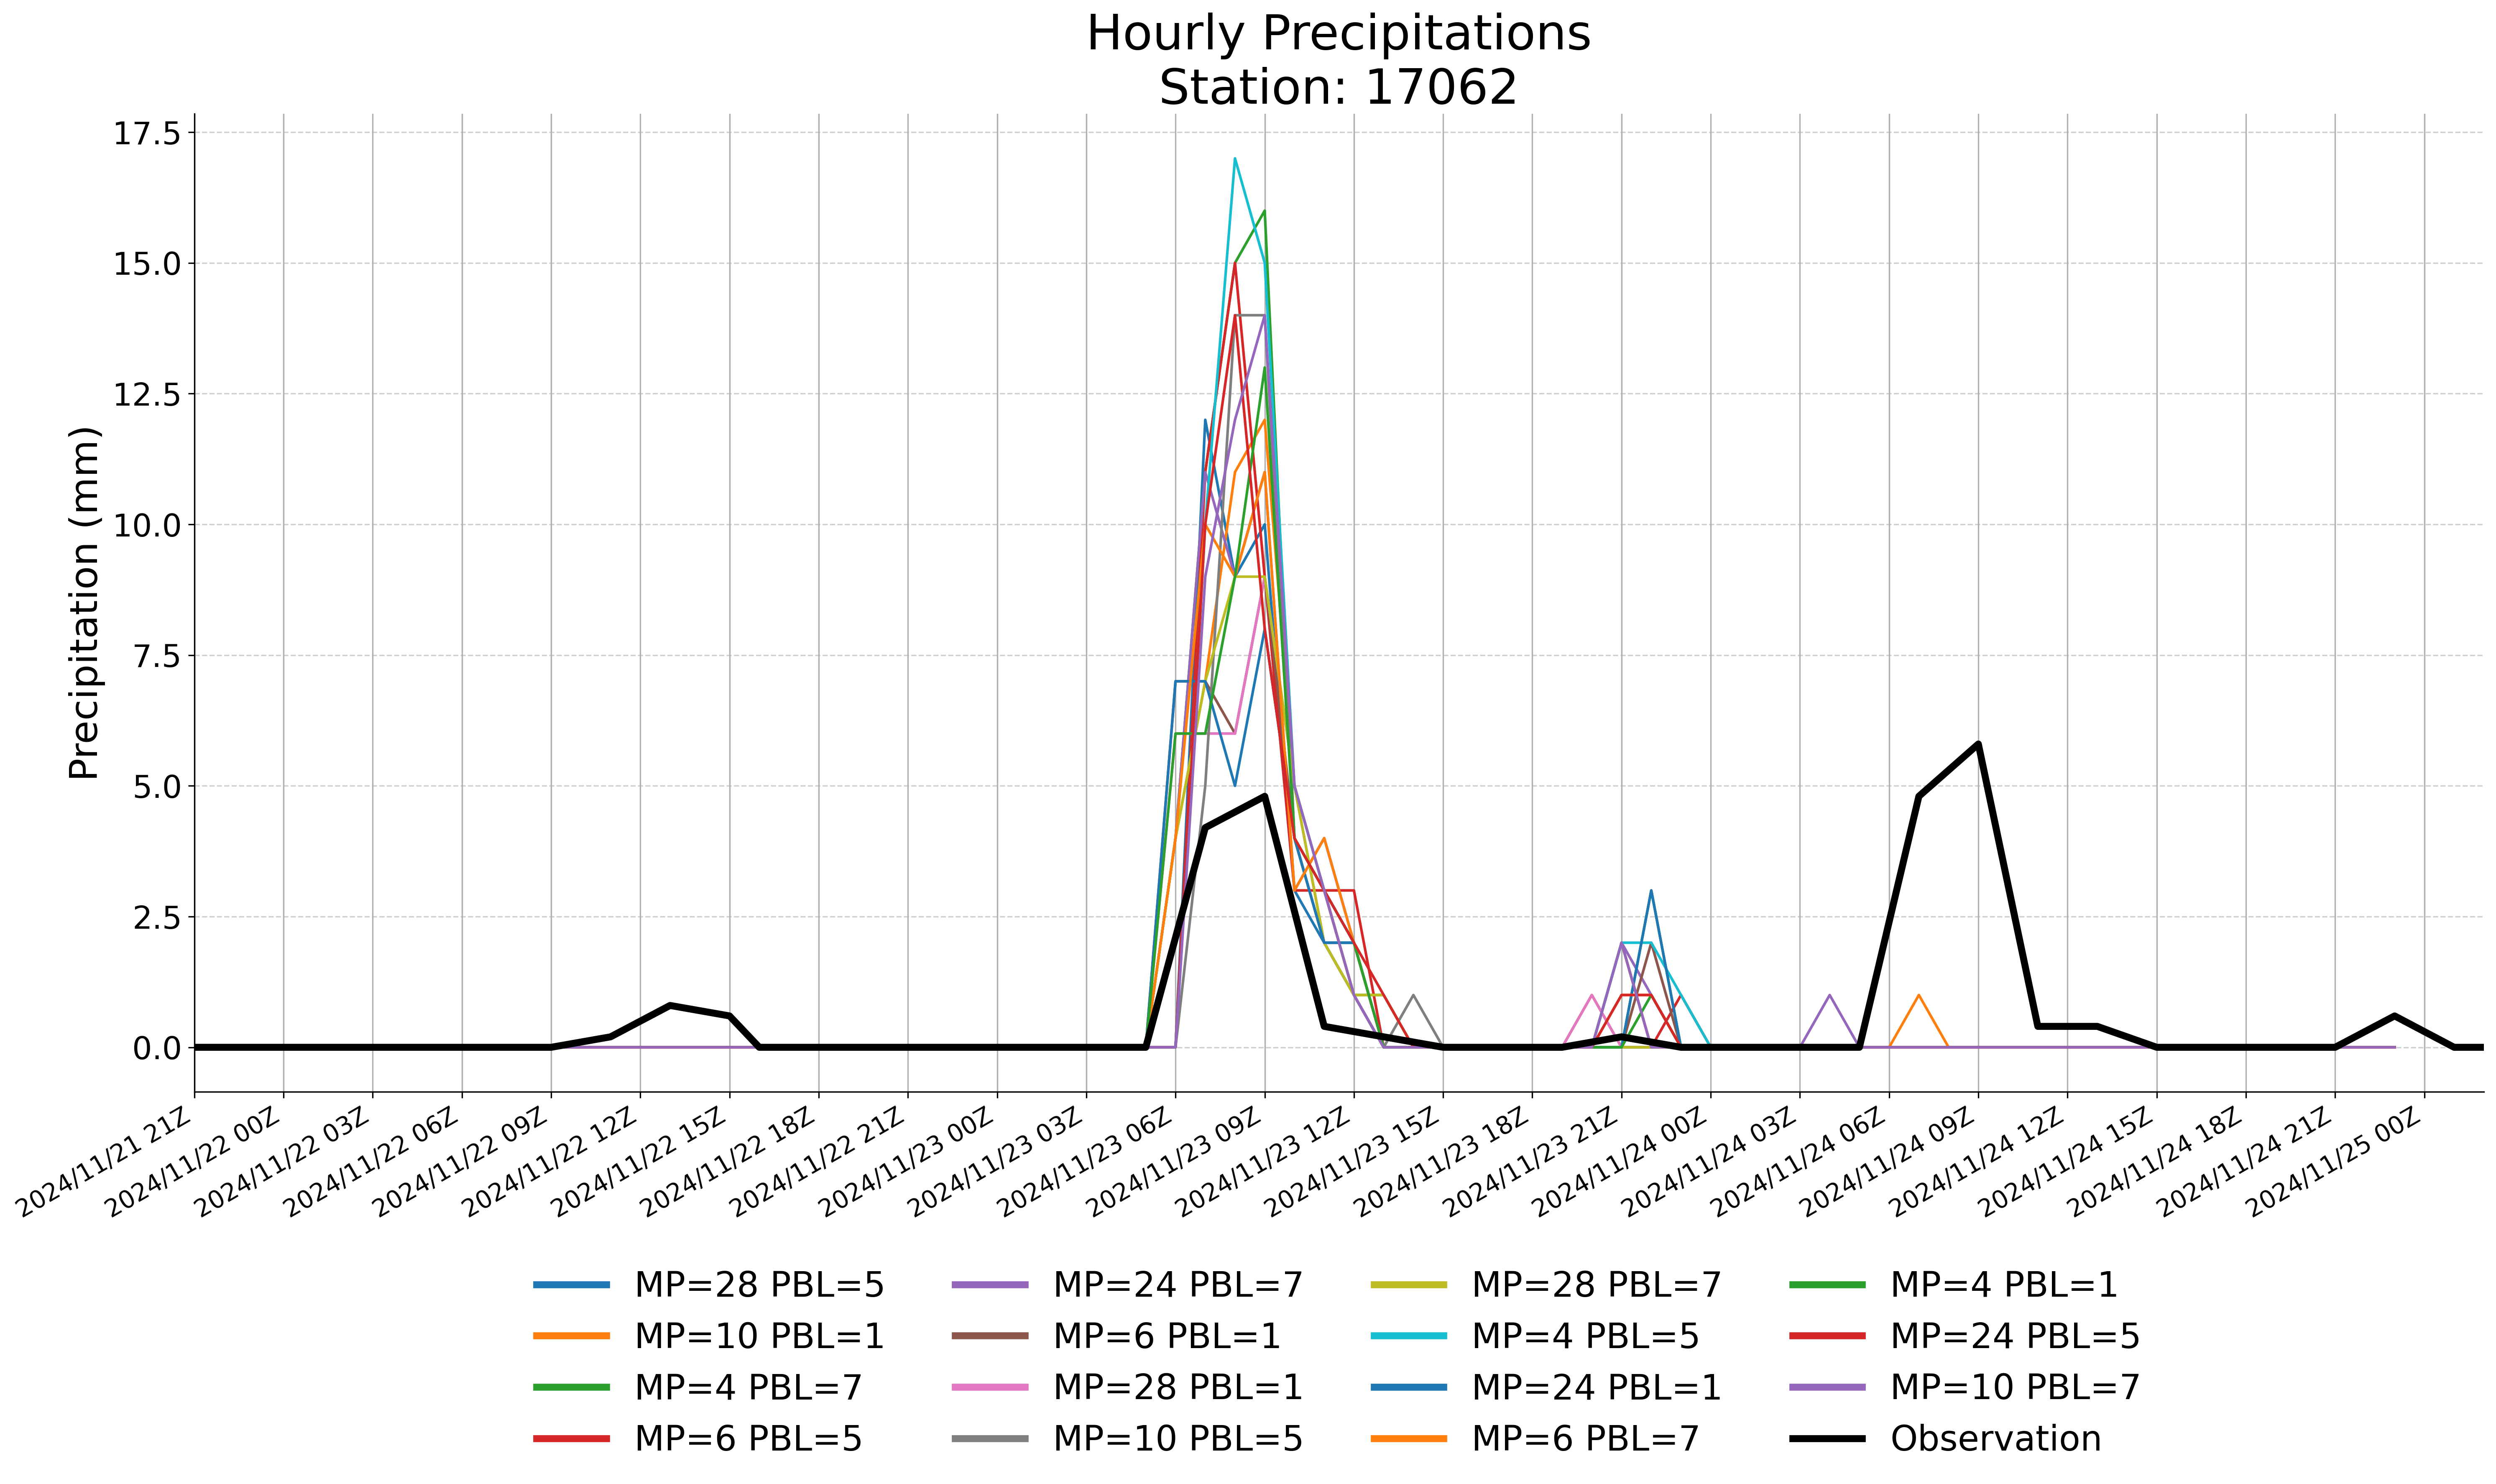 Hourly Precipitations
Station: 17062
Precipitation (mm)
17.5
15.0
12.5
10.0
7.5
5.0
2.5
0.0
2024/11/21 21Z
2024/11/22 00Z
2024/11/22 03Z
2024/11/22 06Z
2024/11/22 09Z
2024/11/22 12Z
2024/11/22 15Z
2024/11/22 18Z
2024/11/22 21Z
2024/11/23 00Z
2024/11/23 03Z
2024/11/23 06Z
2024/11/23 09Z
2024/11/23 12Z
2024/11/23 15Z
2024/11/23 18Z
2024/11/23 21Z
2024/11/24 00Z
2024/11/24 03Z
2024/11/24 06Z
2024/11/24 09Z
2024/11/24 12Z
2024/11/24 15Z
2024/11/24 18Z
2024/11/24 21Z
2024/11/25 00Z
MP=28 PBL=5
MP=10 PBL=1
MP=4 PBL=7
MP=6 PBL=5
MP=24 PBL=7
MP=6 PBL=1
MP=28 PBL=1
MP=10 PBL=5
MP=28 PBL=7
MP=4 PBL=5
MP=24 PBL=1
MP=6 PBL=7
MP=4 PBL=1
MP=24 PBL=5
MP=10 PBL=7
Observation